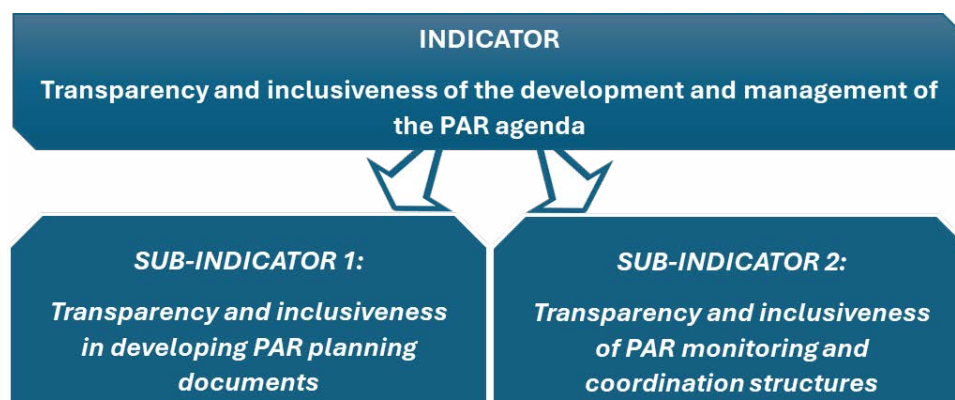 INDICATOR
Transparency and inclusiveness of the development and management of
the PAR agenda
SUB-INDICATOR 1:
Transparency and inclusiveness
in developing PAR planning
documents
SUB-INDICATOR 2:
Transparency and inclusiveness
of PAR monitoring and
coordination structures